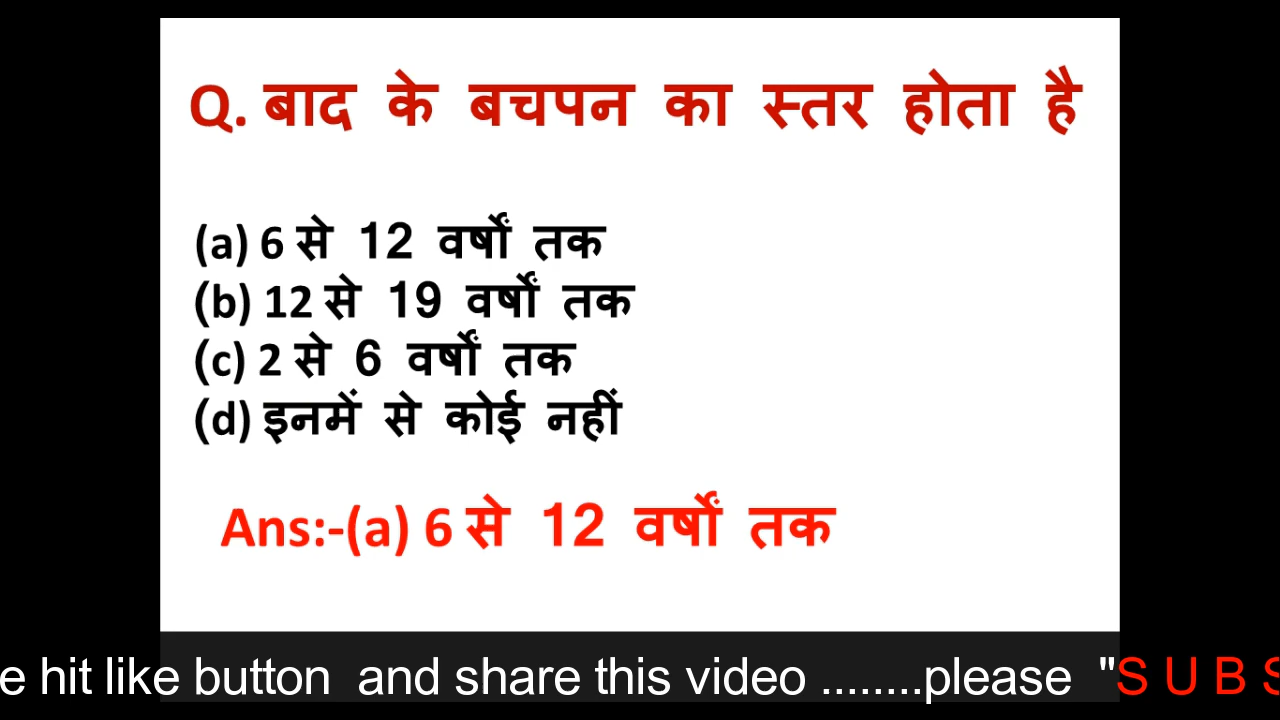 Q. बाद के बचपन का स्तर होता है
(a) 6 से 12 वर्षों तक
(b) 12 से 19 वर्षों तक
(c) 2 से 6 वर्षों तक
(d) इनमें से कोई नहीं
Ans:-(a) 6 से 12 वर्षों तक
e hit like button and share this video ........please "S U B S